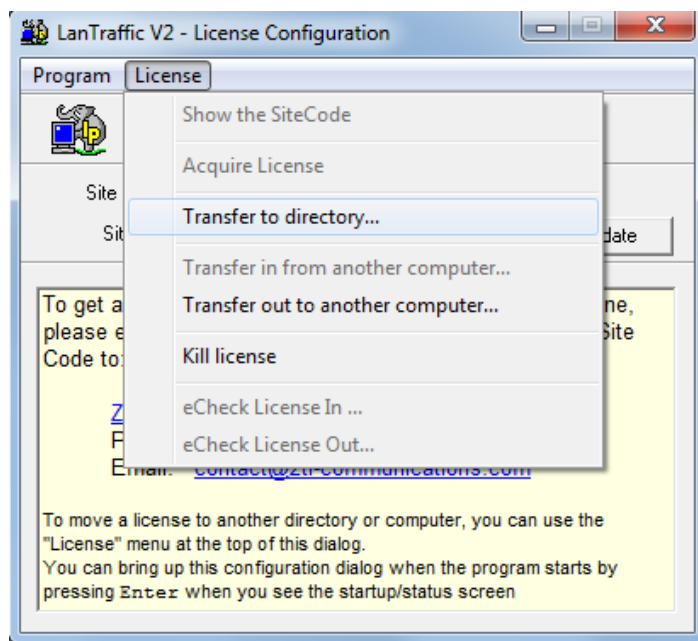 LanTraffic V2 - License Configuration
Program License
Show the SiteCode
Acquire License
Site
Transfer to directory...
Sit
date
Transfer in from another computer...
To get a
ne,
Transfer out to another computer...
please e
Site
Code to:
Kill license
eCheck License In ...
eCheck License Out...
Email: contact@zti-communications.com
To move a license to another directory or computer, you can use the
"License" menu at the top of this dialog.
You can bring up this configuration dialog when the program starts by
pressing Enter when you see the startup/status screen